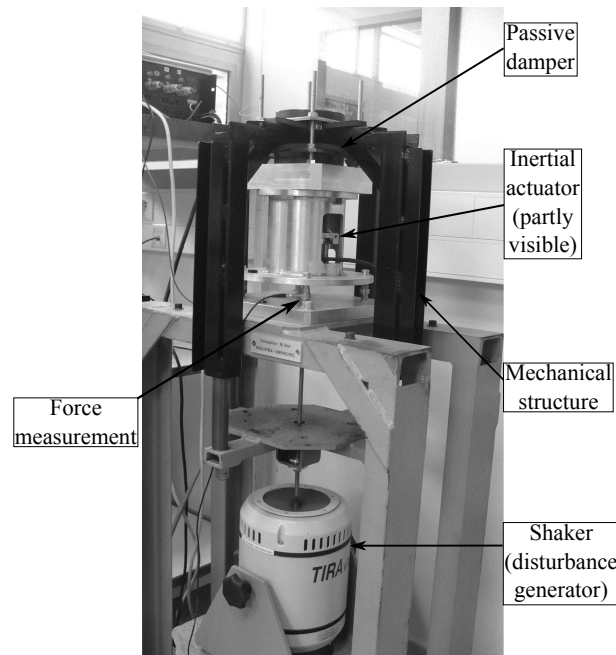 Passive
damper
Inertial
actuator
(partly
visible)
Mechanical
structure
Force
measurement
Shaker
(disturbance
generator)
TIRA